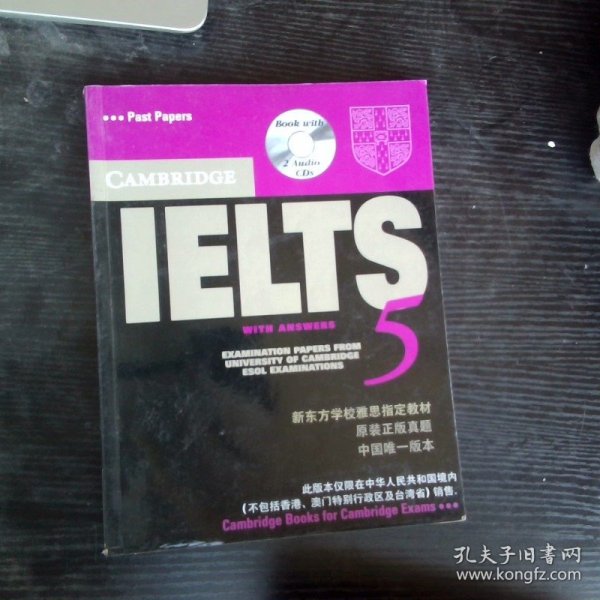 ••• Past Papers
Book with
2 Audio
CDs
CAMBRIDGE
IELTS
5
WITH ANSWERS
EXAMINATION PAPERS FROM
UNIVERSITY OF CAMBRIDGE
ESOL EXAMINATIONS
新东方学校雅思指定教材
原装正版真题
中国唯一版本
此版本仅限在中华人民共和国境内
(不包括香港、澳门特别行政区及台湾省) 销售.
Cambridge Books for Cambridge Exams •••
孔夫子旧书网
www.kongfz.com